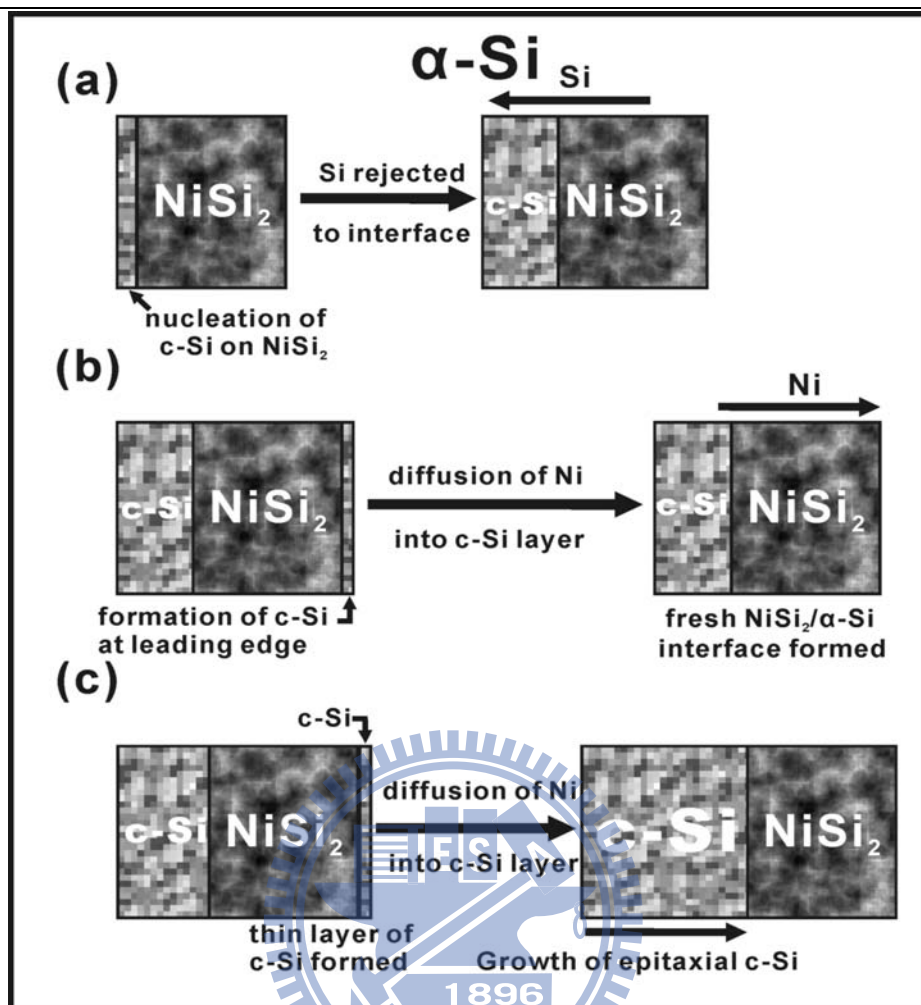 (a)
α-Si
Si
NiSi₂
Si rejected
to interface
c-Si NiSi₂
nucleation of
c-Si on NiSi₂
(b)
Ni
c-Si NiSi₂
diffusion of Ni
into c-Si layer
c-Si NiSi₂
formation of c-Si
at leading edge
fresh NiSi₂/α-Si
interface formed
(c)
c-Si
c-Si NiSi₂
diffusion of Ni
into c-Si layer
c-Si NiSi₂
thin layer of
c-Si formed
Growth of epitaxial c-Si
ES
1896